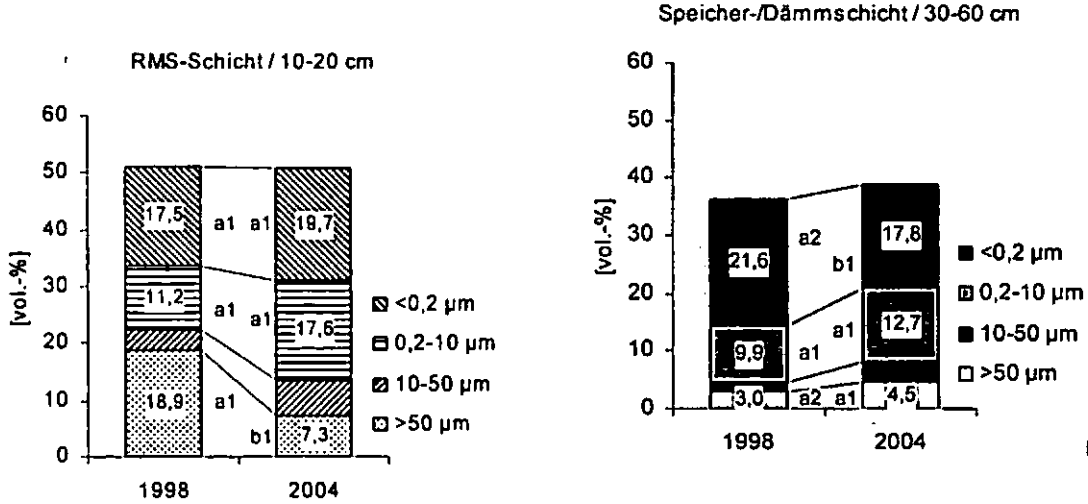 RMS-Schicht / 10-20 cm
60
50
40
30
20
10
0
[vol.-%]
17,5
11,2
18,9
a1 a1
a1 a1
a1
b1
19,7
17,6
7,3
1998 2004
<0,2 µm
0,2-10 µm
10-50 µm
>50 µm
Speicher-/Dämmschicht / 30-60 cm
60
50
40
30
20
10
0
[vol.-%]
21,6
9,9
3,0
a2
b1
a1
a1
a2 a1
17,8
12,7
4,5
1998 2004
<0,2 µm
0,2-10 µm
10-50 µm
>50 µm